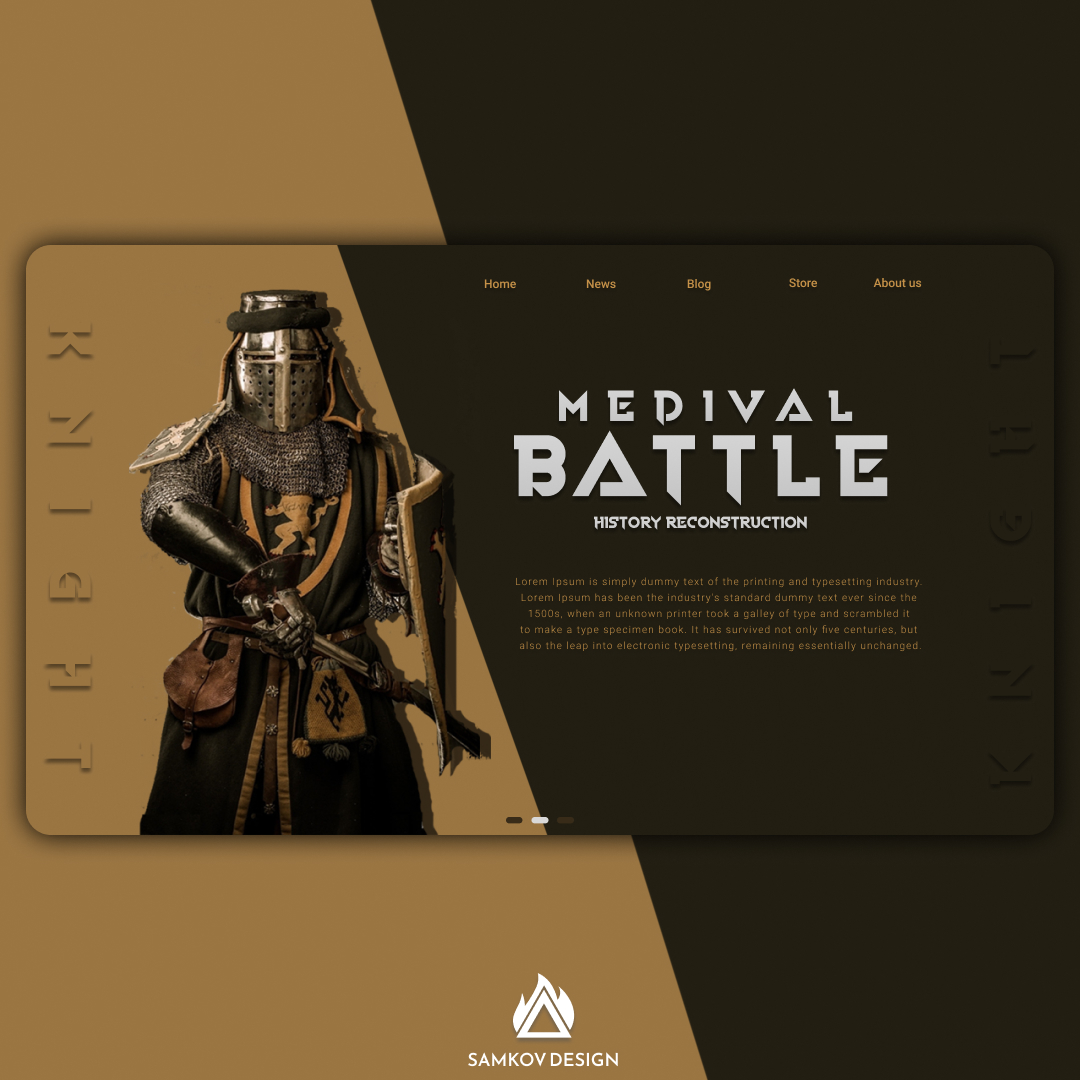 Home News Blog Store About us
KNIGHT
KNIGHT
MEDIVAL
BATTLE
HISTORY RECONSTRUCTION
Lorem Ipsum is simply dummy text of the printing and typesetting industry.
Lorem Ipsum has been the industry's standard dummy text ever since the
1500s, when an unknown printer took a galley of type and scrambled it
to make a type specimen book. It has survived not only five centuries, but
also the leap into electronic typesetting, remaining essentially unchanged.
SAMKOV DESIGN